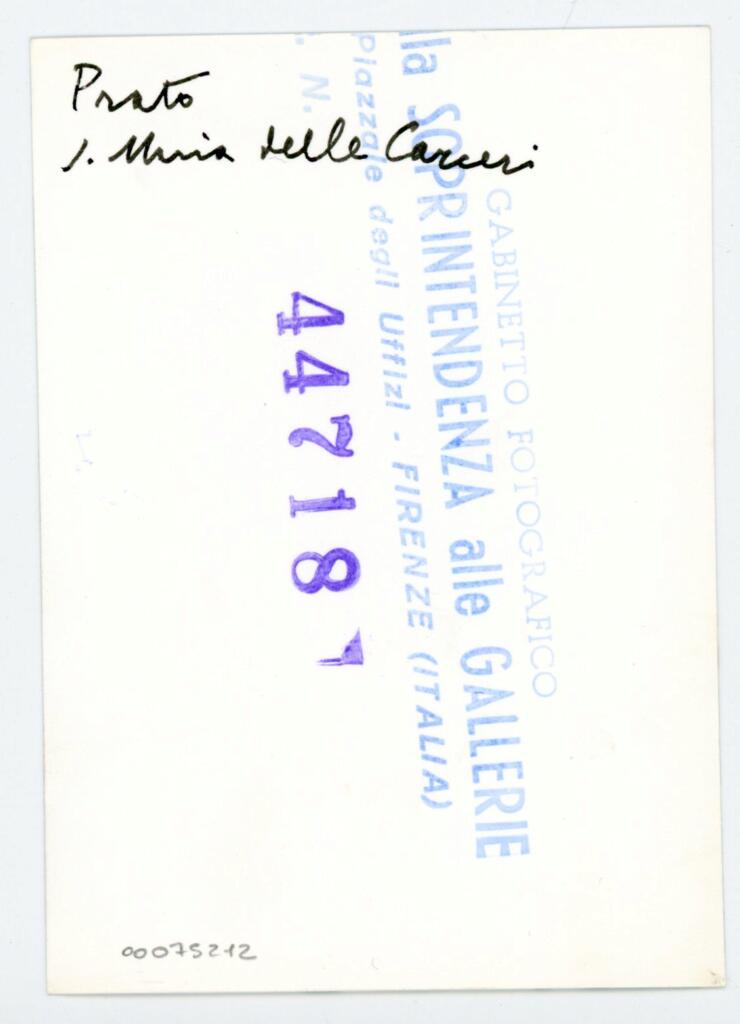 Prato
S. Maria delle Carceri
GABINETTO FOTOGRAFICO
lla SOPRINTENDENZA alle GALLERIE
Piazzale degli Uffizi - FIRENZE (ITALIA)
. N.
44718
00075212